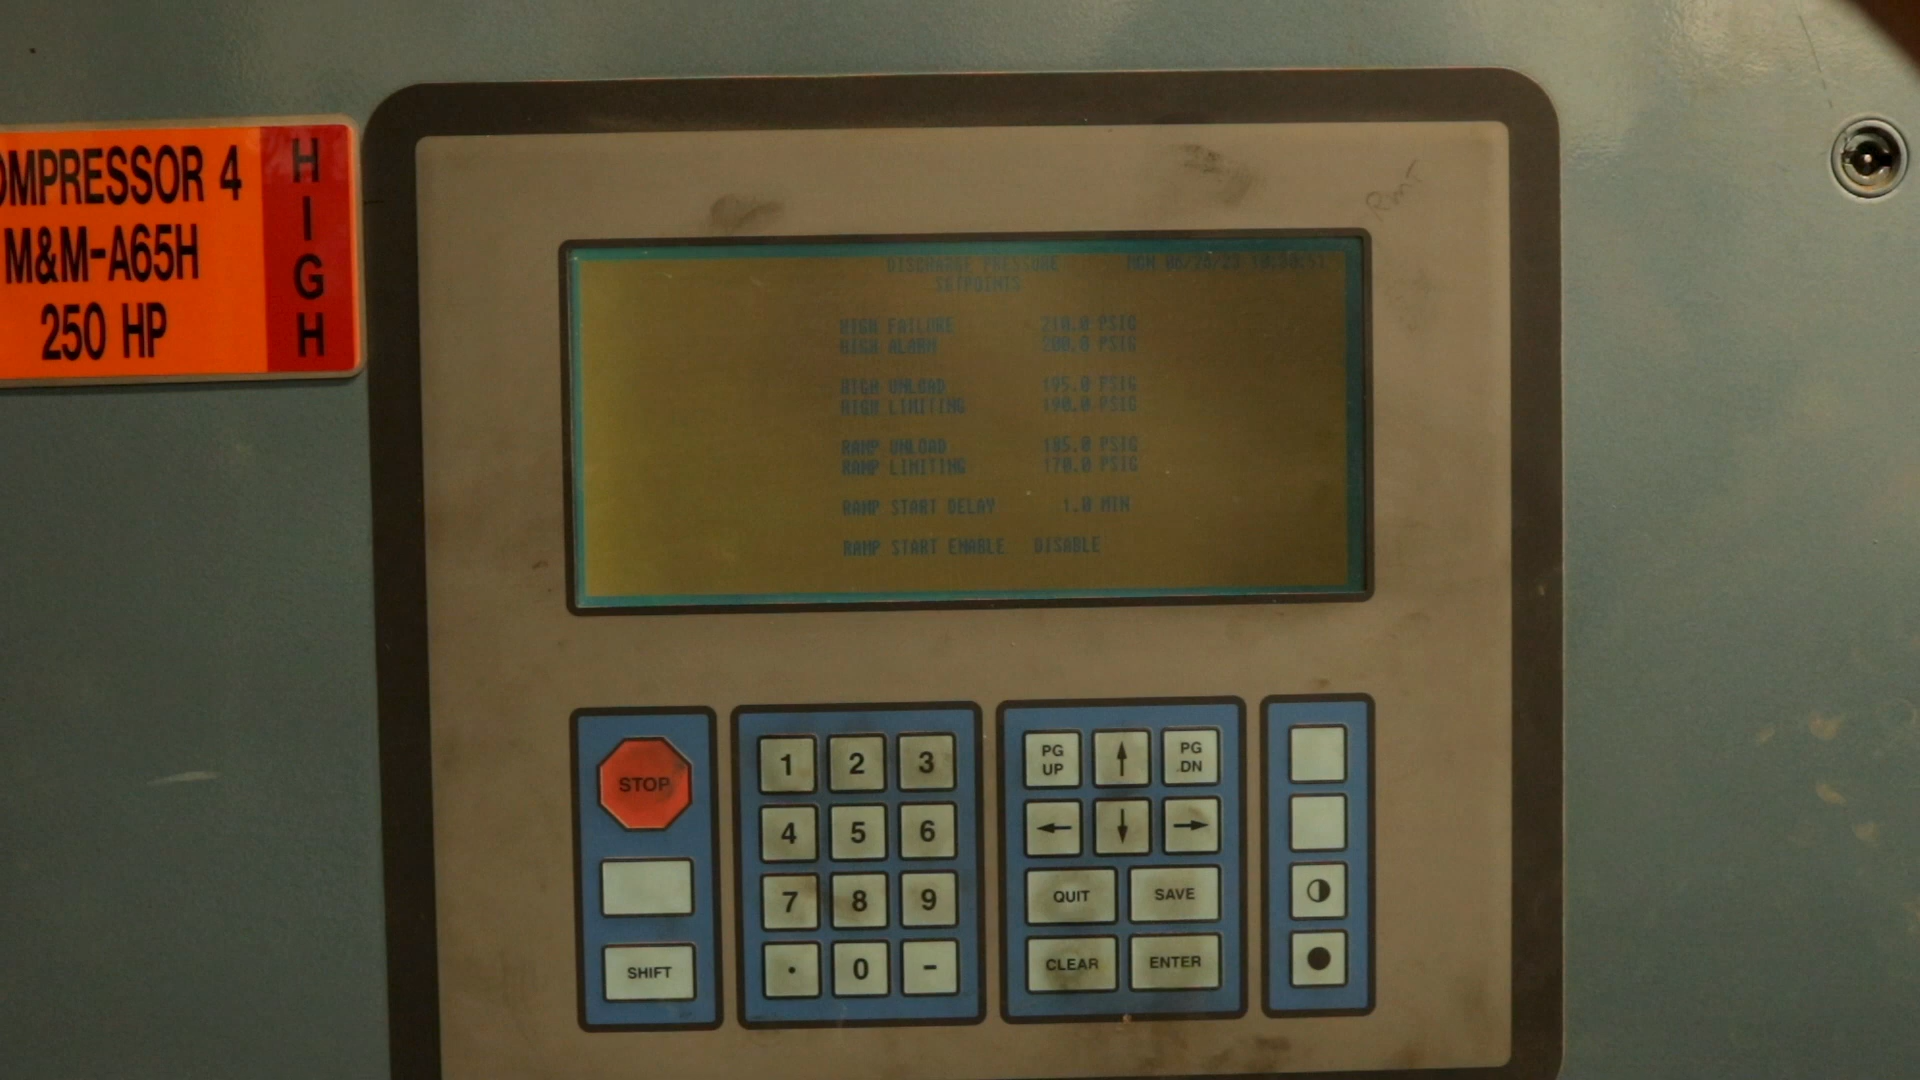 OMPRESSOR 4
M&M-A65H
250 HP
HIGH
DISCHARGE PRESSURE
SETPOINTS
MON
HIGH FAILURE 210.0 PSIG
HIGH ALARM 200.0 PSIG
HIGH UNLOAD 195.0 PSIG
HIGH LIMITING 190.0 PSIG
RAMP UNLOAD 185.0 PSIG
RAMP LIMITING 170.0 PSIG
RAMP START DELAY 1.0 MIN
RAMP START ENABLE DISABLE
STOP
SHIFT
1 2 3
4 5 6
7 8 9
. 0 -
PG UP ↑ PG DN
← ↓ →
QUIT SAVE
CLEAR ENTER